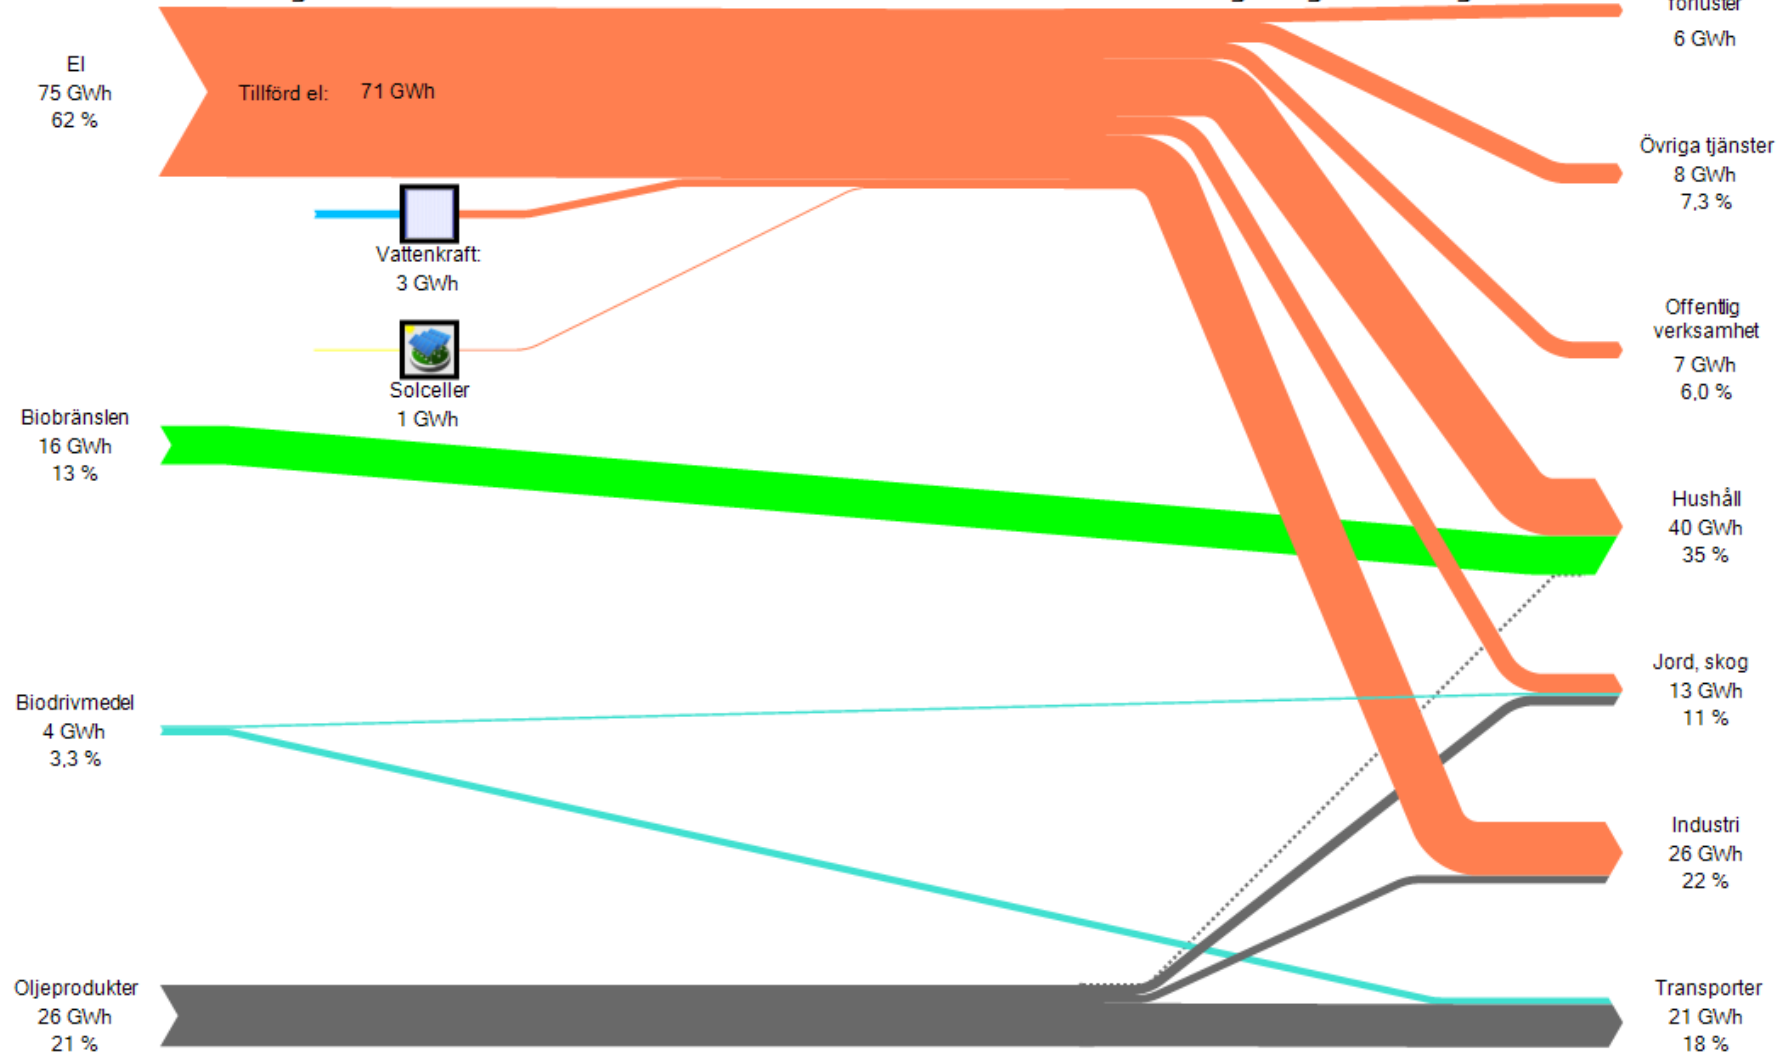 El
75 GWh
62 %
Tillförd el: 71 GWh
Vattenkraft:
3 GWh
Solceller
1 GWh
Biobränslen
16 GWh
13 %
Biodrivmedel
4 GWh
3,3 %
Oljeprodukter
26 GWh
21 %
förluster
6 GWh
Övriga tjänster
8 GWh
7,3 %
Offentlig
verksamhet
7 GWh
6,0 %
Hushåll
40 GWh
35 %
Jord, skog
13 GWh
11 %
Industri
26 GWh
22 %
Transporter
21 GWh
18 %